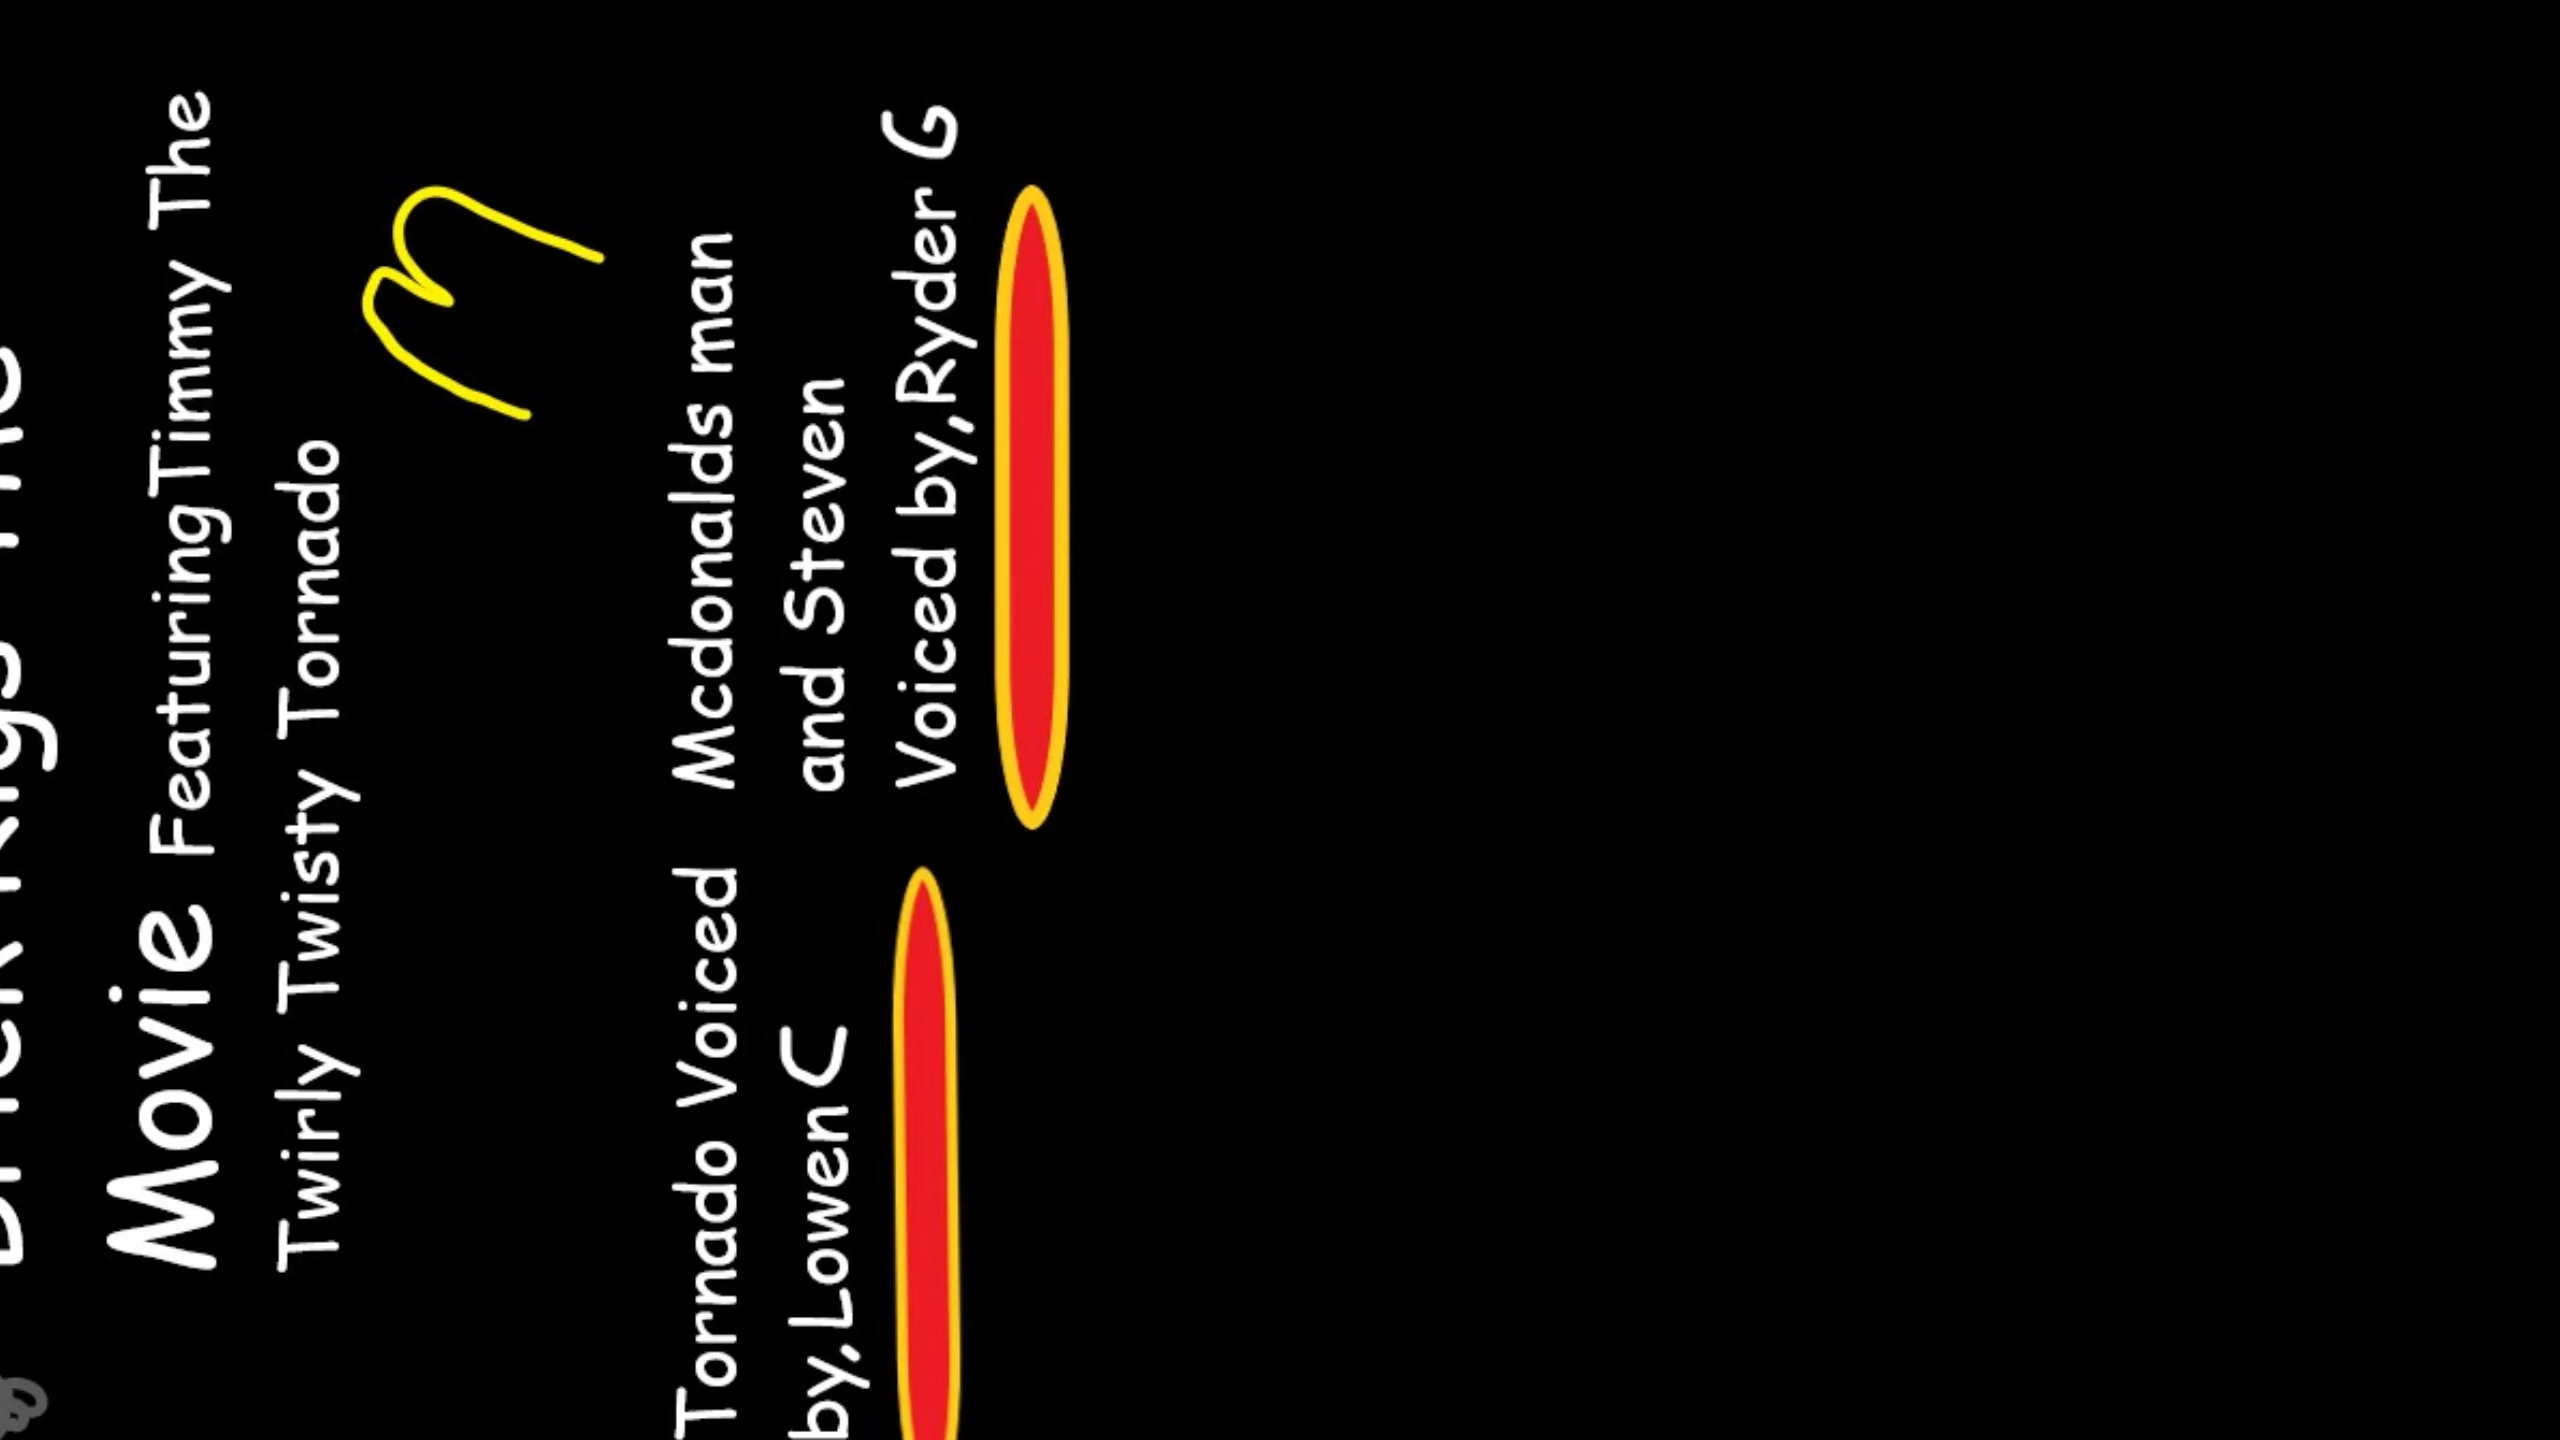 Movie Featuring Timmy The
Twirly Twisty Tornado
M
Tornado Voiced
by, Lowen C
Mcdonalds man
and Steven
Voiced by, Ryder G